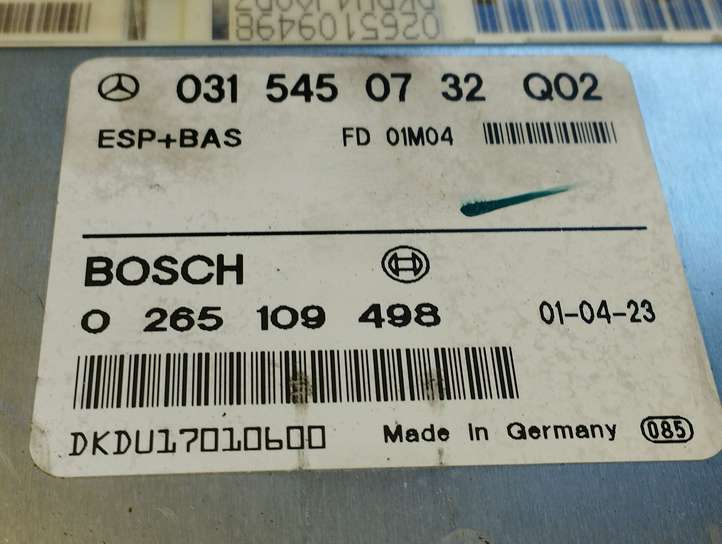 0265109498
031 545 07 32 Q02
ESP+BAS FD 01M04
BOSCH
0 265 109 498 01-04-23
DKDU17010600 Made in Germany 085